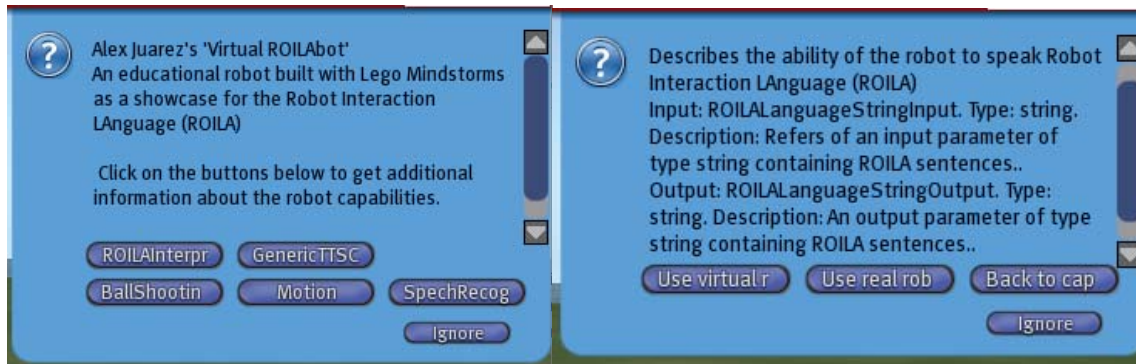 Alex Juarez's 'Virtual ROILAbot'
An educational robot built with Lego Mindstorms
as a showcase for the Robot Interaction
LAnguage (ROILA)
Click on the buttons below to get additional
information about the robot capabilities.
ROILAInterpr GenericTTSC
BallShootin Motion SpechRecog
Ignore
Describes the ability of the robot to speak Robot
Interaction LAnguage (ROILA)
Input: ROILALanguageStringInput. Type: string.
Description: Refers of an input parameter of
type string containing ROILA sentences..
Output: ROILALanguageStringOutput. Type:
string. Description: An output parameter of type
string containing ROILA sentences..
Use virtual r Use real rob Back to cap
Ignore